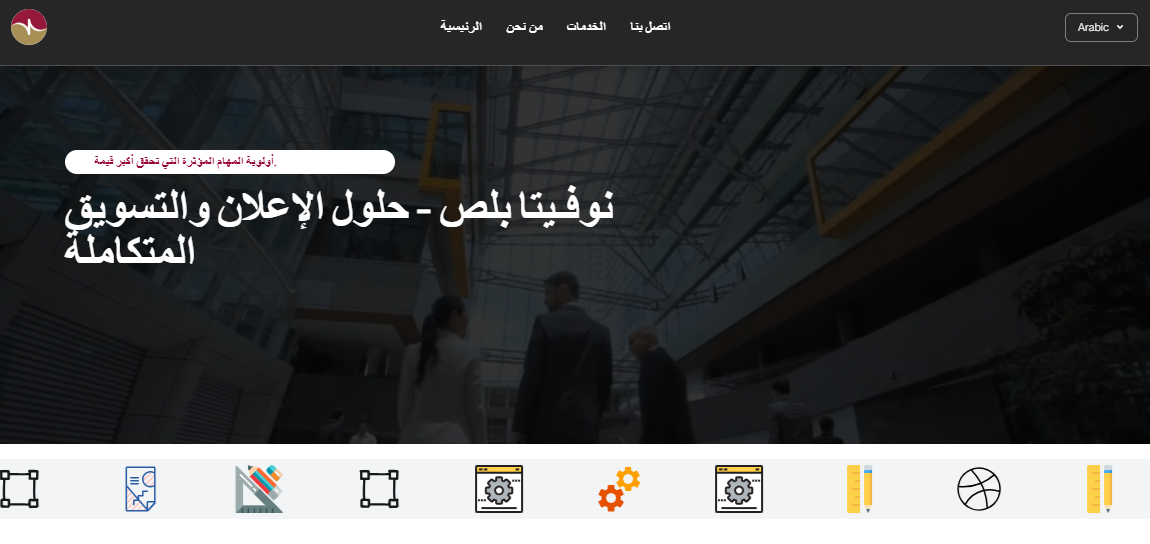 الرئيسية
من نحن
الخدمات
اتصل بنا
Arabic
أولوية المهام المؤثرة التي تحقق أكبر قيمة.
نوفيتا بلص - حلول الإعلان والتسويق
المتكاملة